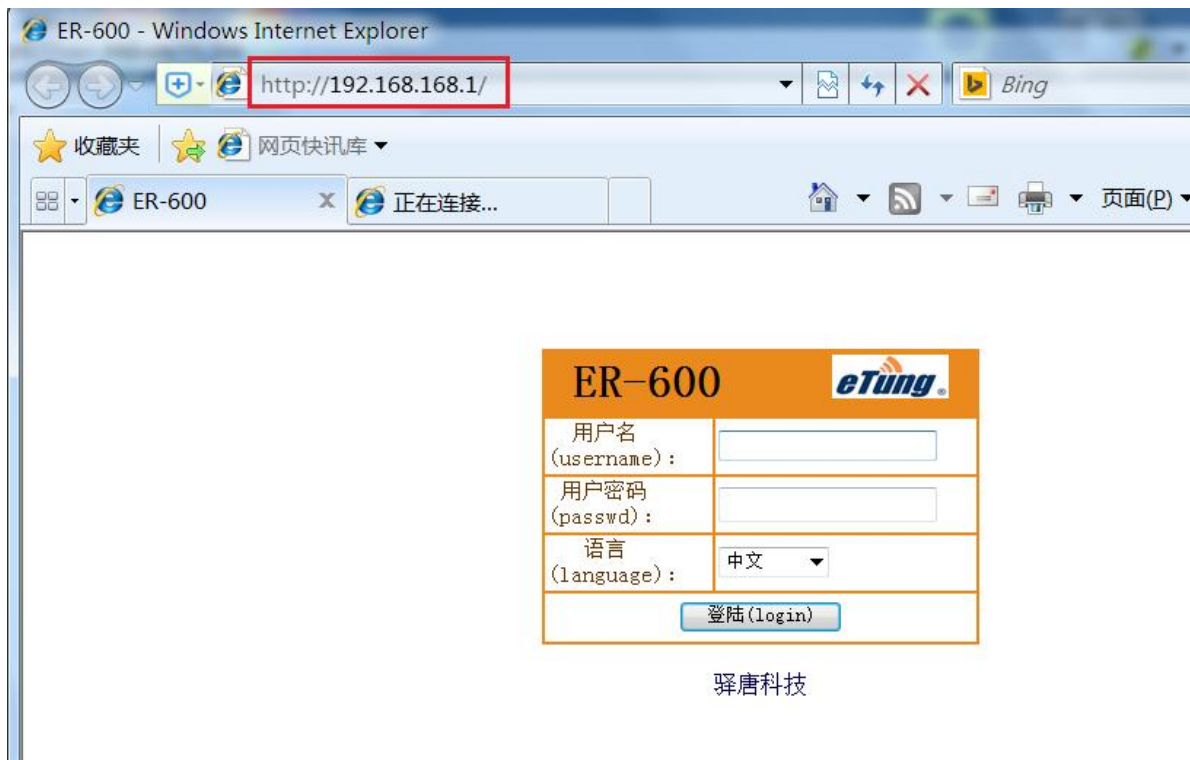 ER-600 - Windows Internet Explorer
http://192.168.168.1/
Bing
收藏夹
网页快讯库
ER-600
正在连接...
页面(P)
ER-600
eTung®
用户名
(username):
用户密码
(passwd):
语言
(language):
中文
登陆(login)
驿唐科技